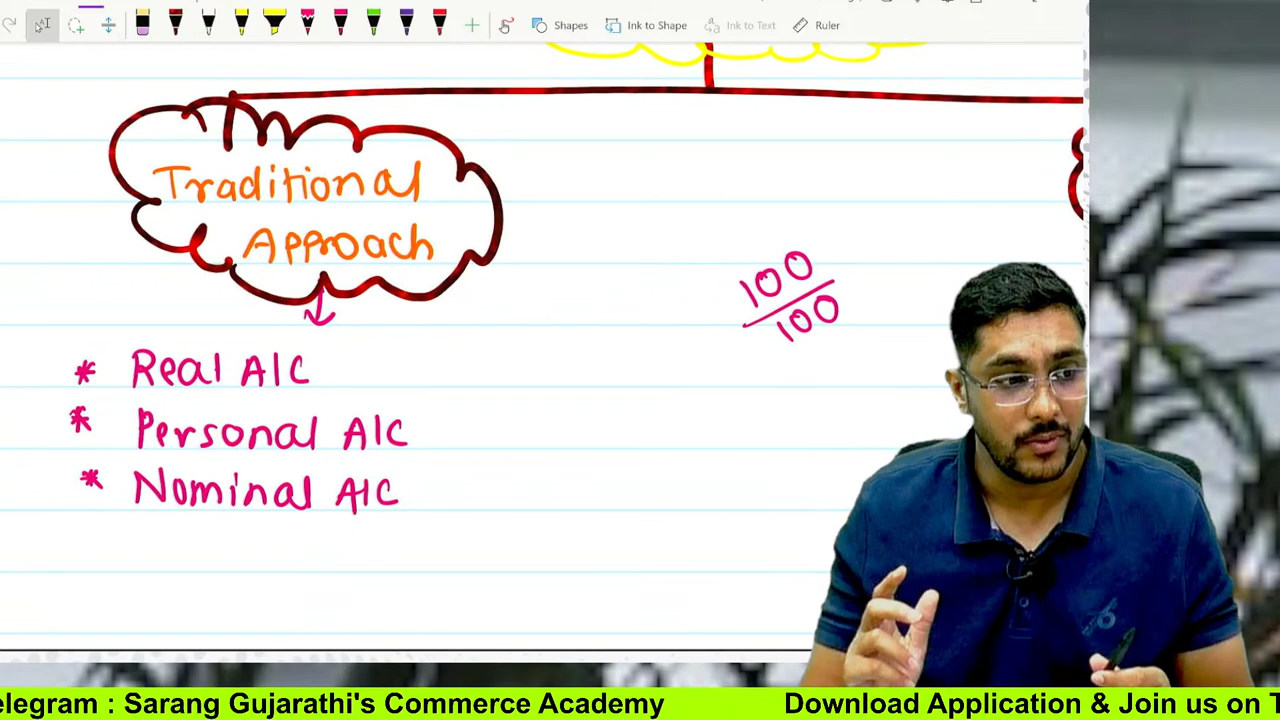 Shapes
Ink to Shape
Ink to Text
Ruler
Traditional
Approach
100
100
* Real A/C
* Personal A/C
* Nominal A/C
elegram : Sarang Gujarathi's Commerce Academy
Download Application & Join us on T